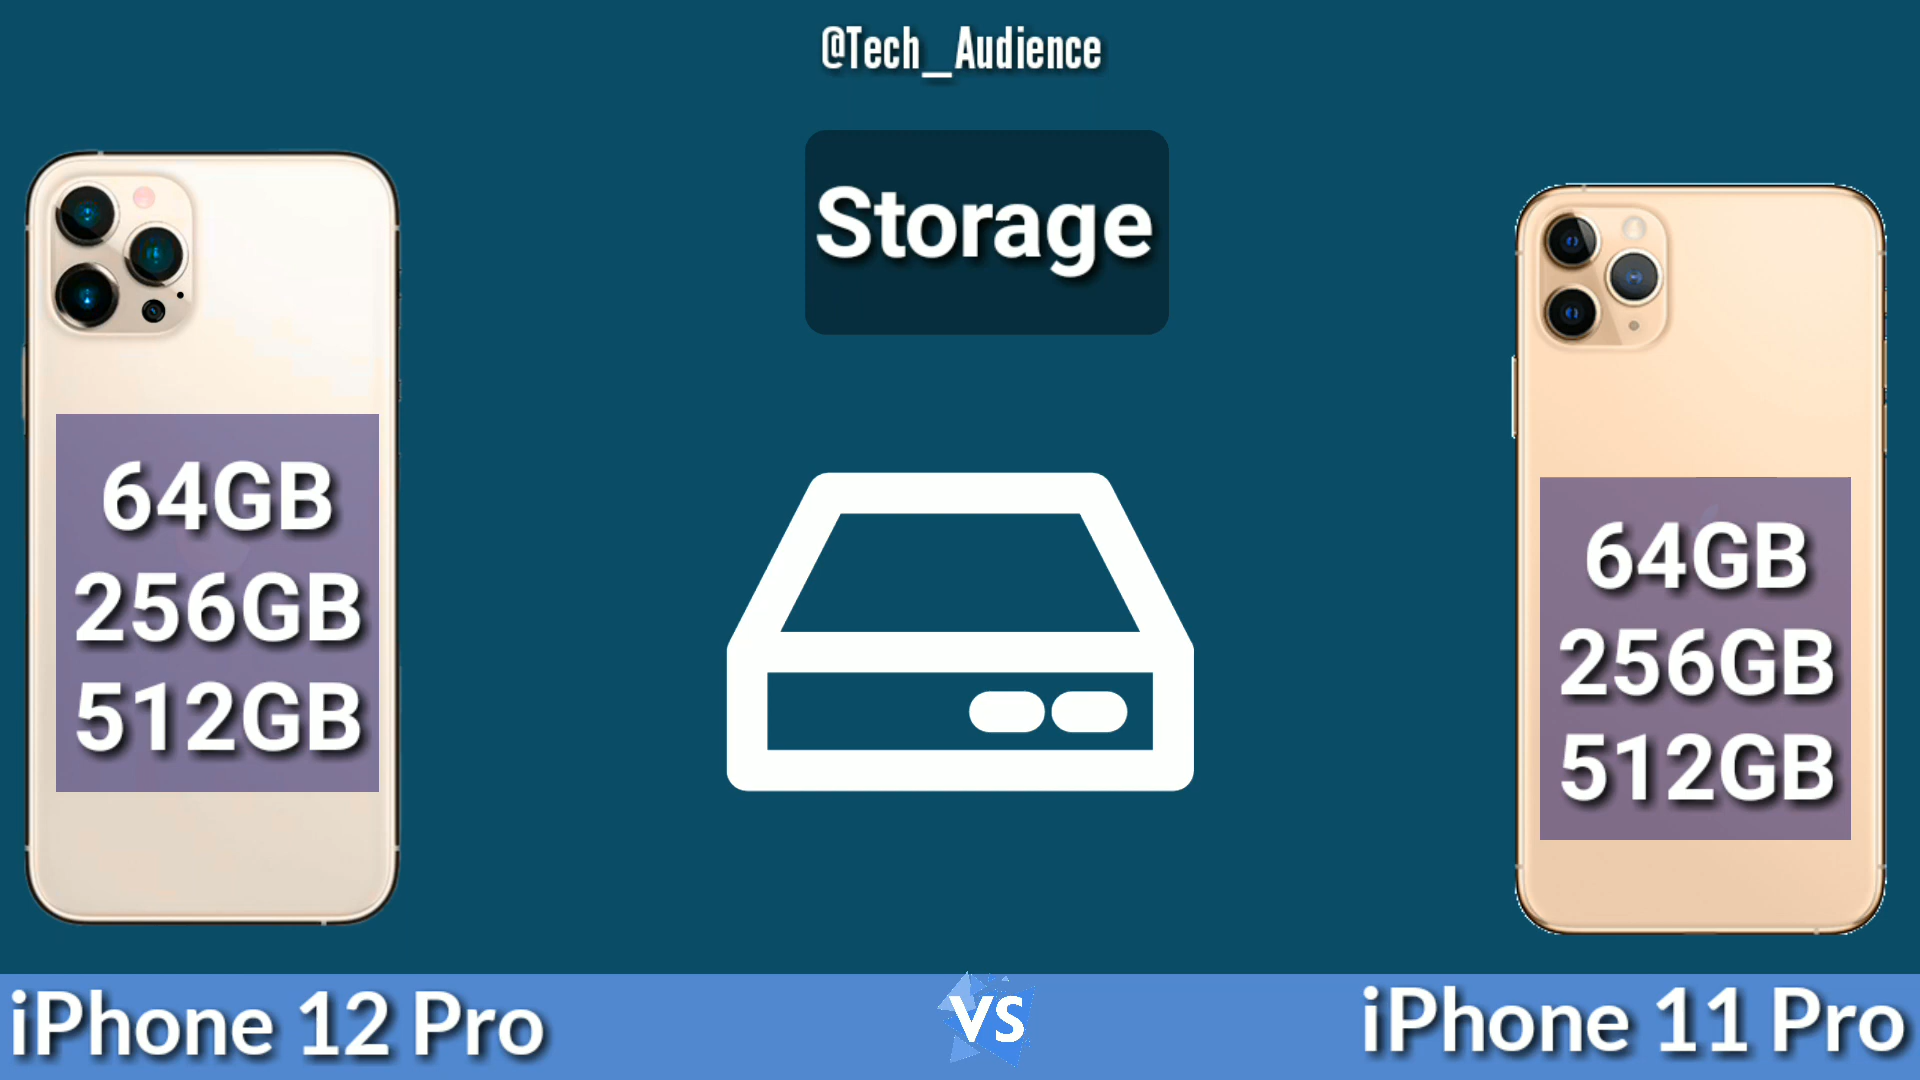 @Tech_Audience
Storage
64GB
256GB
512GB
64GB
256GB
512GB
iPhone 12 Pro
VS
iPhone 11 Pro